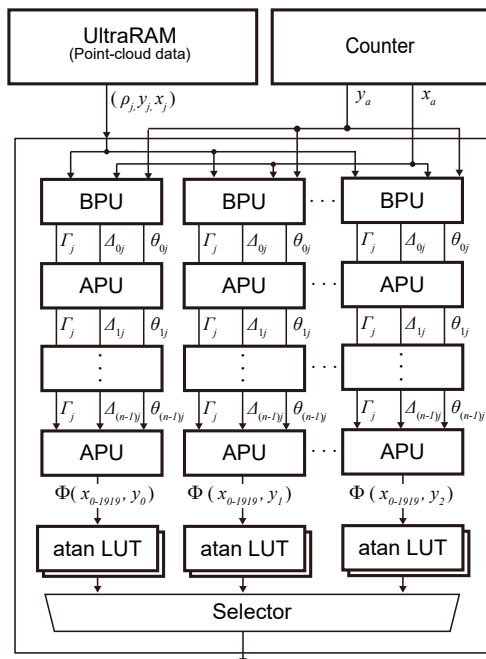 UltraRAM
(Point-cloud data)
Counter
(ρj, yj, xj)
ya
xa
BPU
BPU
. . .
BPU
Γj Δ0j θ0j
Γj Δ0j θ0j
Γj Δ0j θ0j
APU
APU
. . .
APU
Γj Δ1j θ1j
Γj Δ1j θ1j
Γj Δ1j θ1j
Γj Δ(n-1)j θ(n-1)j
Γj Δ(n-1)j θ(n-1)j
Γj Δ(n-1)j θ(n-1)j
APU
APU
. . .
APU
Φ(x0-1919, y0)
Φ(x0-1919, y1)
Φ(x0-1919, y2)
atan LUT
atan LUT
atan LUT
Selector